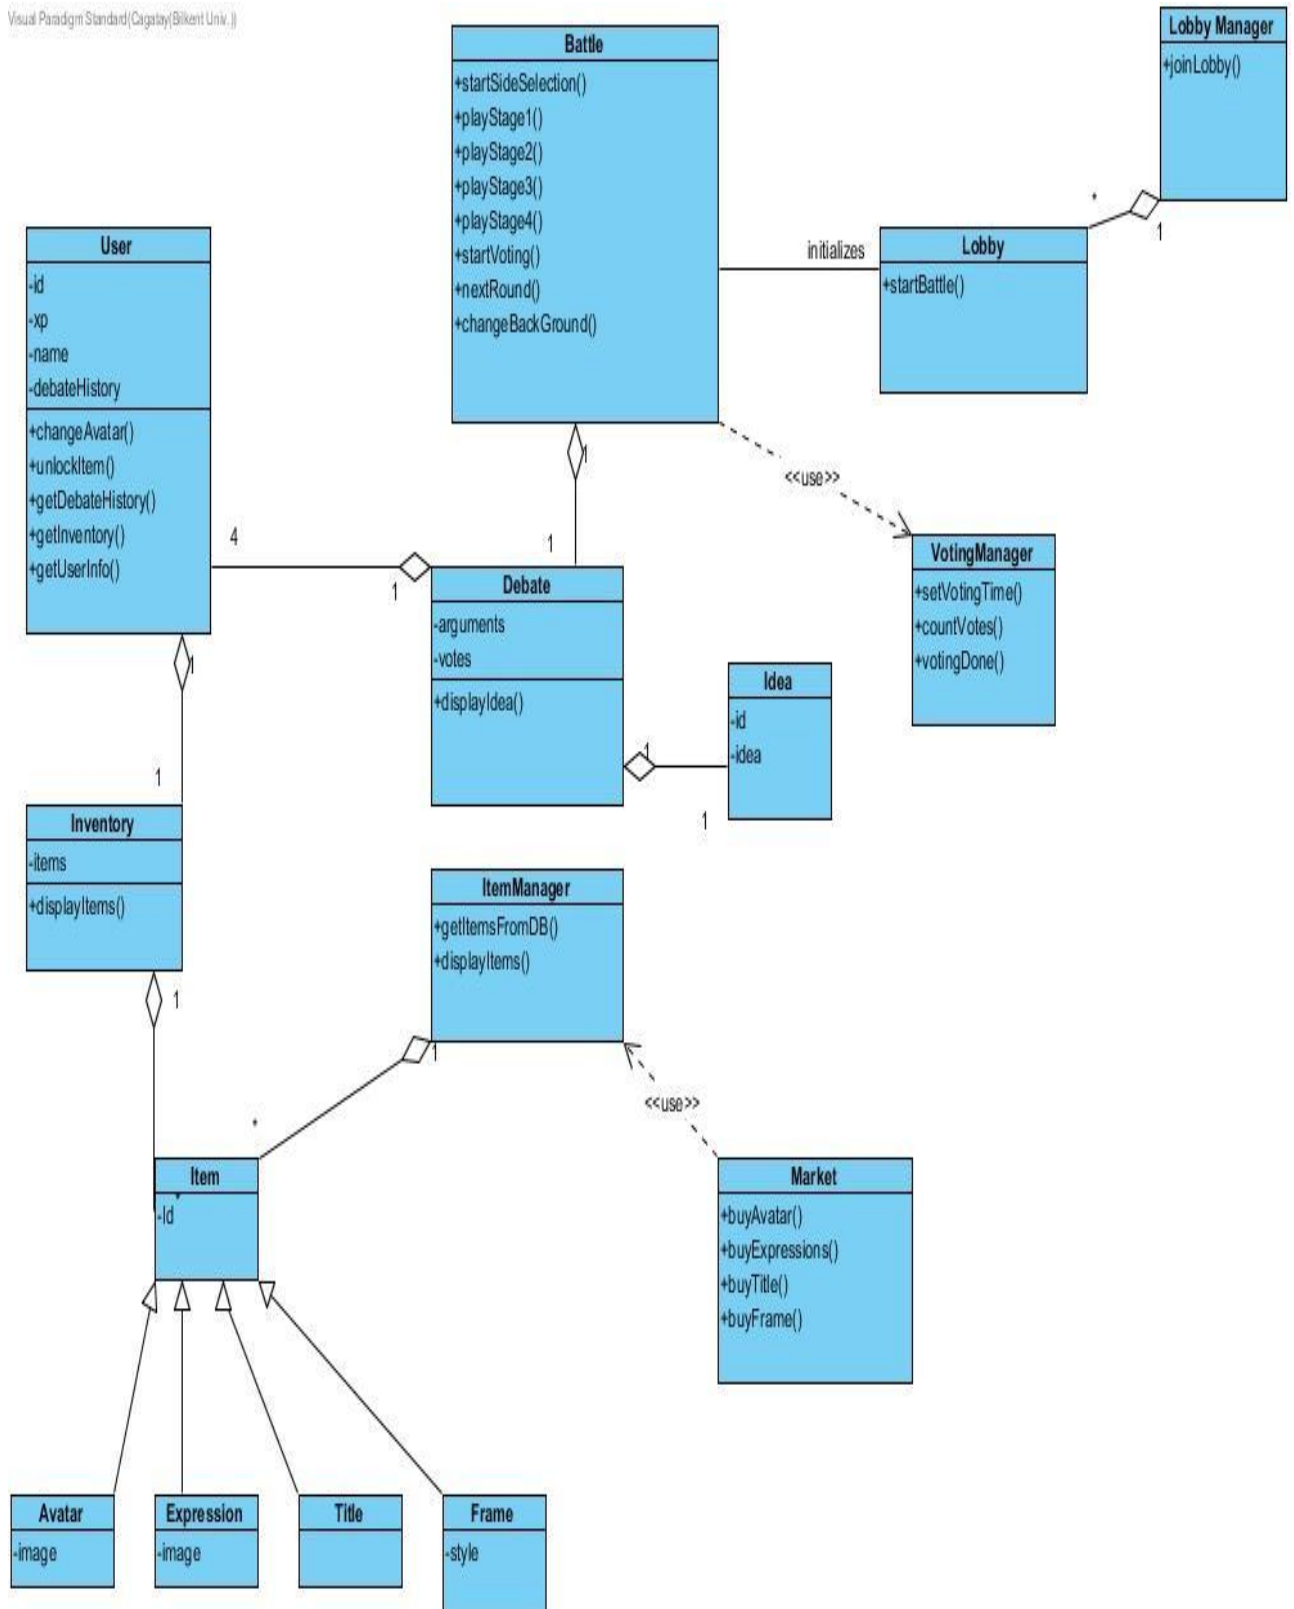 Visual Paradigm Standard(Cagatay(Bilkent Univ.))
Battle
+startSideSelection()
+playStage1()
+playStage2()
+playStage3()
+playStage4()
+startVoting()
+nextRound()
+changeBackGround()
Lobby Manager
+joinLobby()
*
1
initializes
Lobby
+startBattle()
User
-id
-xp
-name
-debateHistory
+changeAvatar()
+unlockItem()
+getDebateHistory()
+getInventory()
+getUserInfo()
1
<<use>>
4
1
1
VotingManager
+setVotingTime()
+countVotes()
+votingDone()
Debate
-arguments
-votes
+displayIdea()
Idea
-id
-idea
1
1
1
1
Inventory
-items
+displayItems()
1
ItemManager
+getItemsFromDB()
+displayItems()
1
*
<<use>>
Item
*
-Id
Market
+buyAvatar()
+buyExpressions()
+buyTitle()
+buyFrame()
Avatar
-image
Expression
-image
Title
Frame
-style